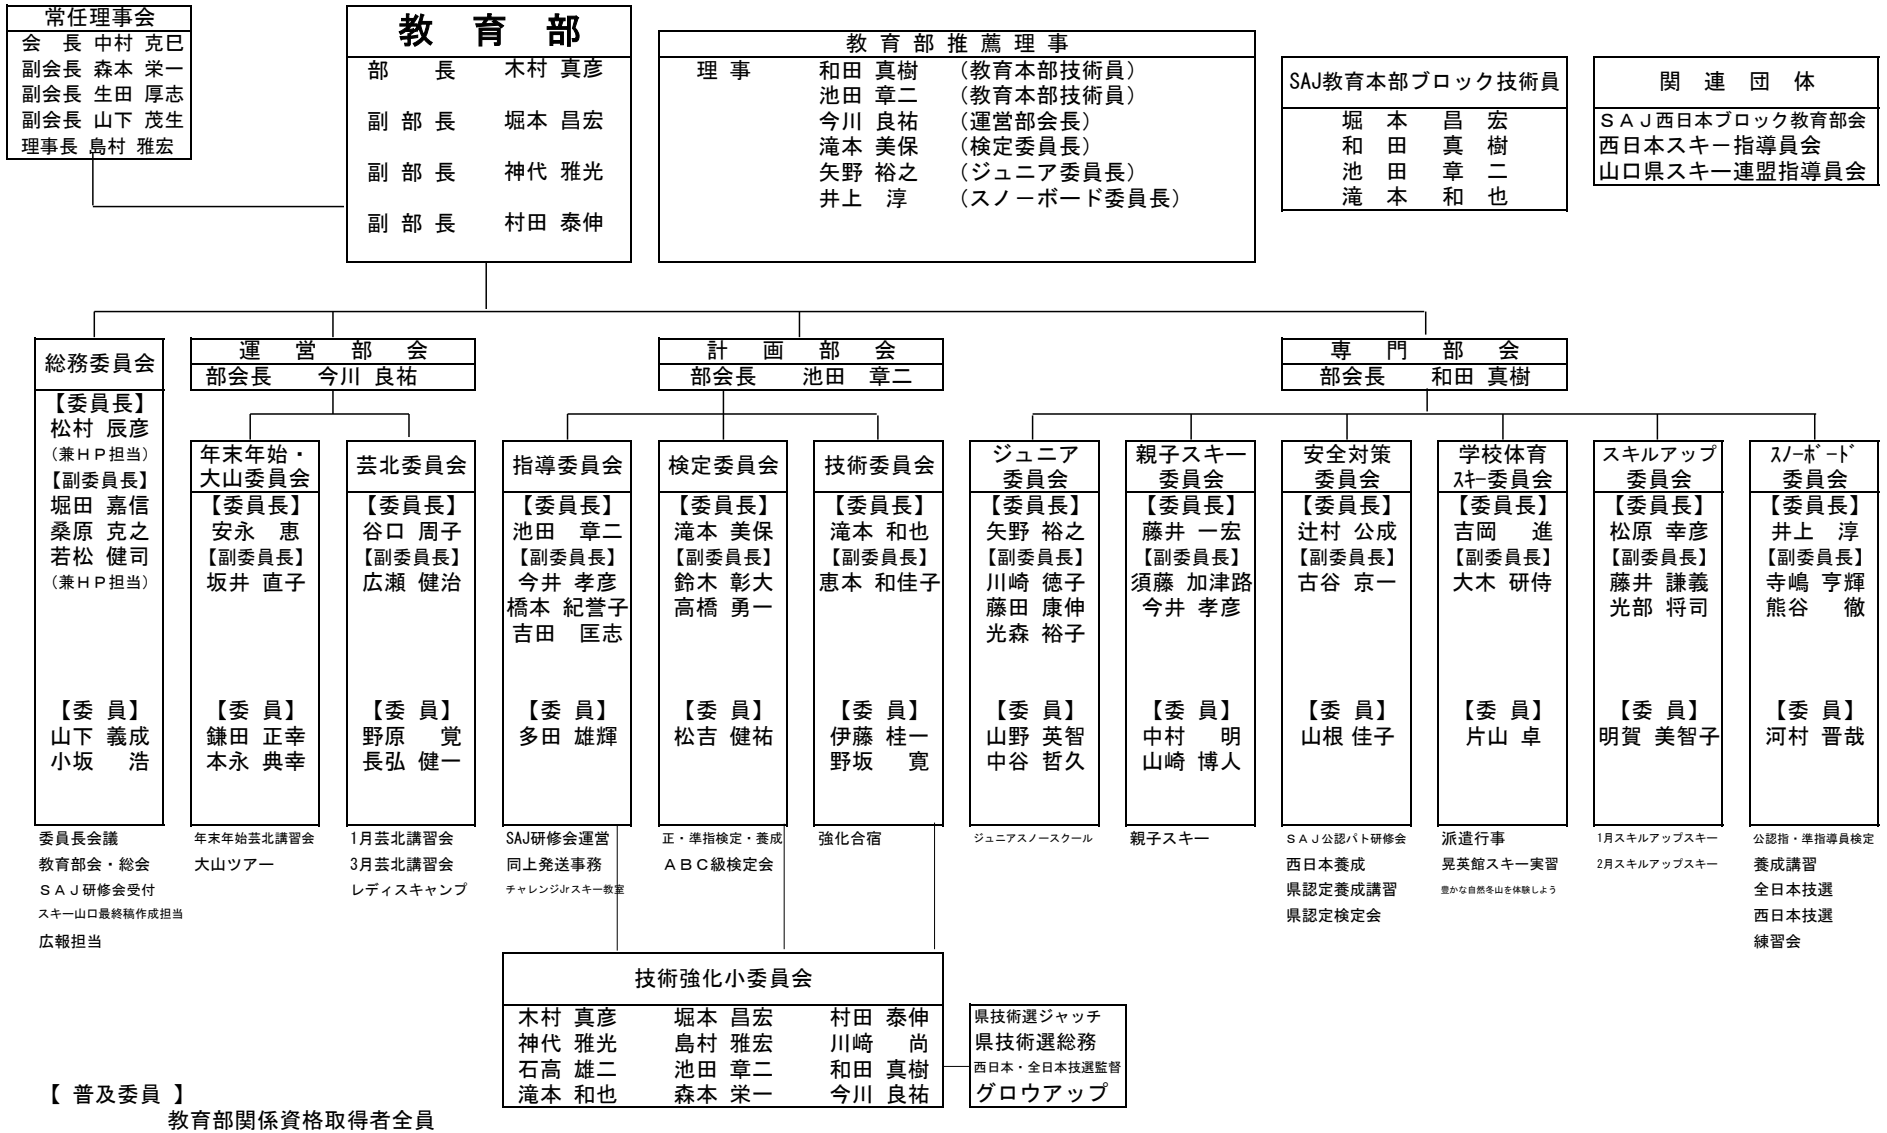 常任理事会
会　長 中村 克巳
副会長 森本 栄一
副会長 生田 厚志
副会長 山下 茂生
理事長 島村 雅宏
教　育　部
部　　長　　木村 真彦
副 部 長　　堀本 昌宏
副 部 長　　神代 雅光
副 部 長　　村田 泰伸
教 育 部 推 薦 理 事
理 事　　和田 真樹　（教育本部技術員）
池田 章二　（教育本部技術員）
今川 良祐　（運営部会長）
滝本 美保　（検定委員長）
矢野 裕之　（ジュニア委員長）
井上　淳　（スノーボード委員長）
SAJ教育本部ブロック技術員
堀　本　昌　宏
和　田　真　樹
池　田　章　二
滝　本　和　也
関　連　団　体
ＳＡＪ西日本ブロック教育部会
西日本スキー指導員会
山口県スキー連盟指導員会
総務委員会
【委員長】
松村 辰彦
（兼ＨＰ担当）
【副委員長】
堀田 嘉信
桑原 克之
若松 健司
（兼ＨＰ担当）
【委 員】
山下 義成
小坂　浩
委員長会議
教育部会・総会
ＳＡＪ研修会受付
スキー山口最終稿作成担当
広報担当
運　営　部　会
部会長　　今川 良祐
年末年始・
大山委員会
【委員長】
安永　恵
【副委員長】
坂井 直子
【委 員】
鎌田 正幸
本永 典幸
年末年始芸北講習会
大山ツアー
芸北委員会
【委員長】
谷口 周子
【副委員長】
広瀬 健治
【委 員】
野原　覚
長弘 健一
1月芸北講習会
3月芸北講習会
レディスキャンプ
計　画　部　会
部会長　　池田　章二
指導委員会
【委員長】
池田　章二
【副委員長】
今井 孝彦
橋本 紀誉子
吉田　匡志
【委 員】
多田 雄輝
SAJ研修会運営
同上発送事務
チャレンジJrスキー教室
検定委員会
【委員長】
滝本 美保
【副委員長】
鈴木 彰大
高橋 勇一
【委 員】
松吉 健祐
正・準指検定・養成
ＡＢＣ級検定会
技術委員会
【委員長】
滝本 和也
【副委員長】
恵本 和佳子
【委 員】
伊藤 桂一
野坂　寛
強化合宿
専　門　部　会
部会長　　和田 真樹
ジュニア
委員会
【委員長】
矢野 裕之
【副委員長】
川崎 徳子
藤田 康伸
光森 裕子
【委 員】
山野 英智
中谷 哲久
ジュニアスノースクール
親子スキー
委員会
【委員長】
藤井 一宏
【副委員長】
須藤 加津路
今井 孝彦
【委 員】
中村　明
山崎 博人
親子スキー
安全対策
委員会
【委員長】
辻村 公成
【副委員長】
古谷 京一
【委 員】
山根 佳子
ＳＡＪ公認パト研修会
西日本養成
県認定養成講習
県認定検定会
学校体育
ｽｷｰ委員会
【委員長】
吉岡　進
【副委員長】
大木 研侍
【委 員】
片山 卓
派遣行事
晃英館スキー実習
豊かな自然冬山を体験しよう
スキルアップ
委員会
【委員長】
松原 幸彦
【副委員長】
藤井 謙義
光部 将司
【委 員】
明賀 美智子
1月スキルアップスキー
2月スキルアップスキー
ｽﾉｰﾎﾞｰﾄﾞ
委員会
【委員長】
井上　淳
【副委員長】
寺嶋 亨輝
熊谷　徹
【委 員】
河村 晋哉
公認指・準指導員検定
養成講習
全日本技選
西日本技選
練習会
技術強化小委員会
木村 真彦　堀本 昌宏　村田 泰伸
神代 雅光　島村 雅宏　川﨑　尚
石高 雄二　池田 章二　和田 真樹
滝本 和也　森本 栄一　今川 良祐
県技術選ジャッチ
県技術選総務
西日本・全日本技選監督
グロウアップ
【 普及委員 】
教育部関係資格取得者全員